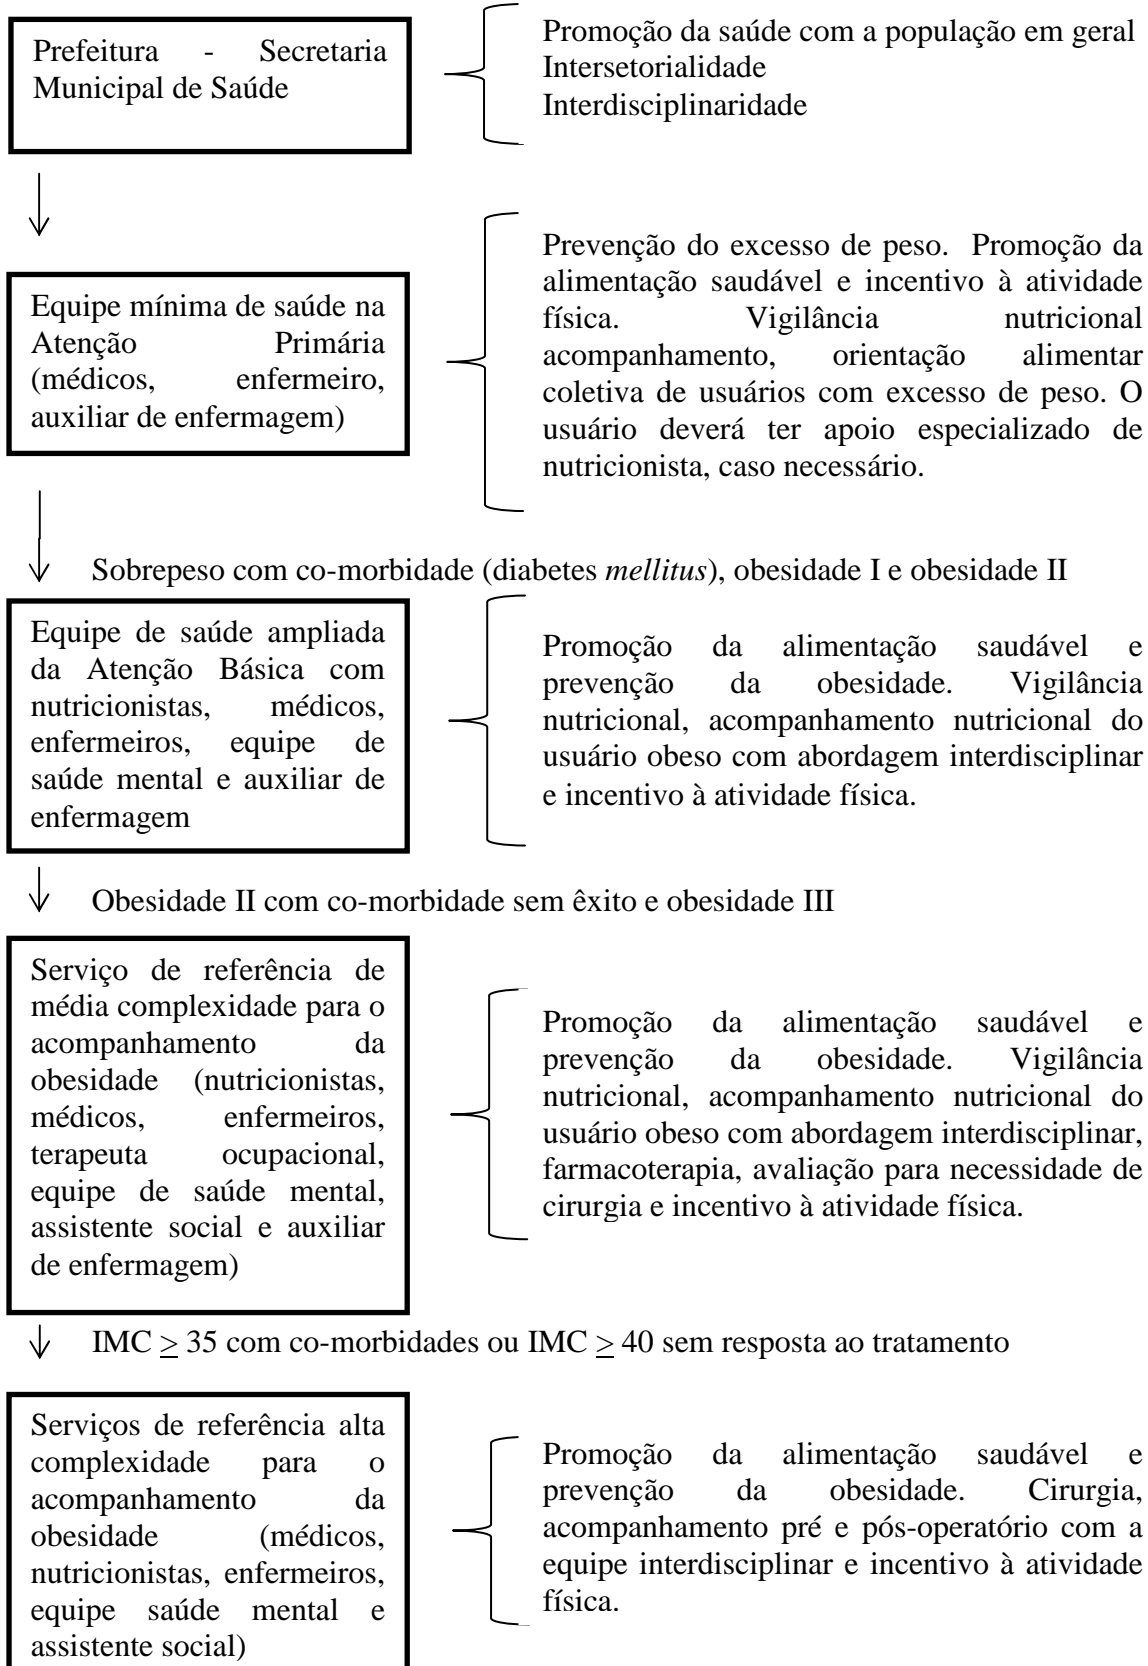 Prefeitura - Secretaria
Municipal de Saúde
Promoção da saúde com a população em geral
Intersetorialidade
Interdisciplinaridade
Equipe mínima de saúde na
Atenção Primária
(médicos, enfermeiro,
auxiliar de enfermagem)
Prevenção do excesso de peso. Promoção da
alimentação saudável e incentivo à atividade
física. Vigilância nutricional
acompanhamento, orientação alimentar
coletiva de usuários com excesso de peso. O
usuário deverá ter apoio especializado de
nutricionista, caso necessário.
Sobrepeso com co-morbidade (diabetes mellitus), obesidade I e obesidade II
Equipe de saúde ampliada
da Atenção Básica com
nutricionistas, médicos,
enfermeiros, equipe de
saúde mental e auxiliar de
enfermagem
Promoção da alimentação saudável e
prevenção da obesidade. Vigilância
nutricional, acompanhamento nutricional do
usuário obeso com abordagem interdisciplinar
e incentivo à atividade física.
Obesidade II com co-morbidade sem êxito e obesidade III
Serviço de referência de
média complexidade para o
acompanhamento da
obesidade (nutricionistas,
médicos, enfermeiros,
terapeuta ocupacional,
equipe de saúde mental,
assistente social e auxiliar
de enfermagem)
Promoção da alimentação saudável e
prevenção da obesidade. Vigilância
nutricional, acompanhamento nutricional do
usuário obeso com abordagem interdisciplinar,
farmacoterapia, avaliação para necessidade de
cirurgia e incentivo à atividade física.
IMC ≥ 35 com co-morbidades ou IMC ≥ 40 sem resposta ao tratamento
Serviços de referência alta
complexidade para o
acompanhamento da
obesidade (médicos,
nutricionistas, enfermeiros,
equipe saúde mental e
assistente social)
Promoção da alimentação saudável e
prevenção da obesidade. Cirurgia,
acompanhamento pré e pós-operatório com a
equipe interdisciplinar e incentivo à atividade
física.